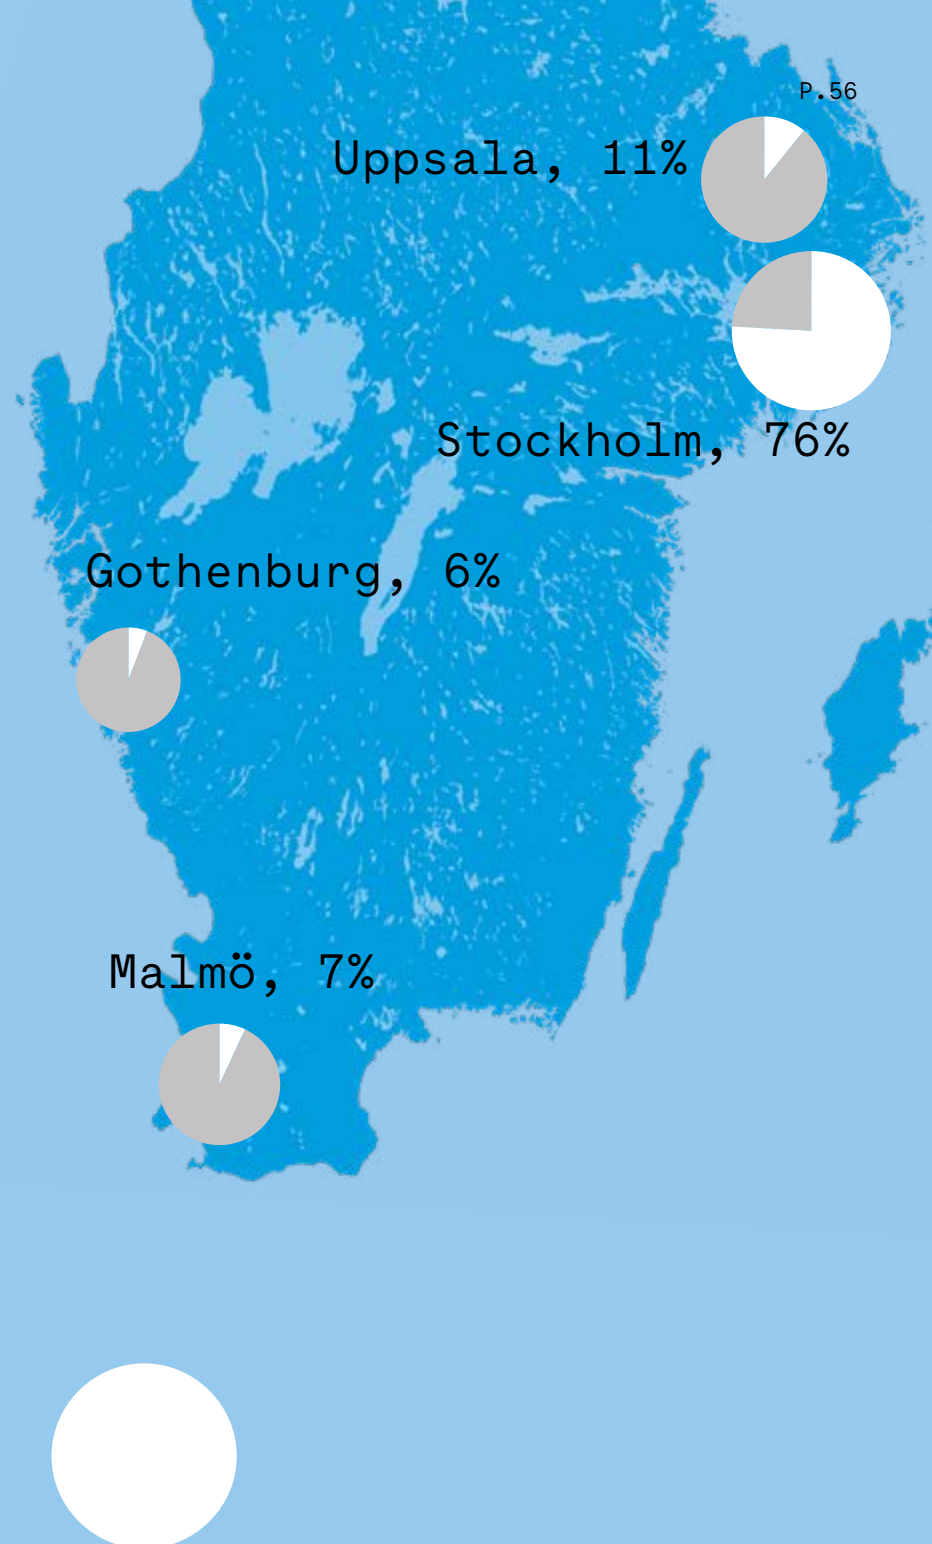 P.56
Uppsala, 11%
Stockholm, 76%
Gothenburg, 6%
Malmö, 7%